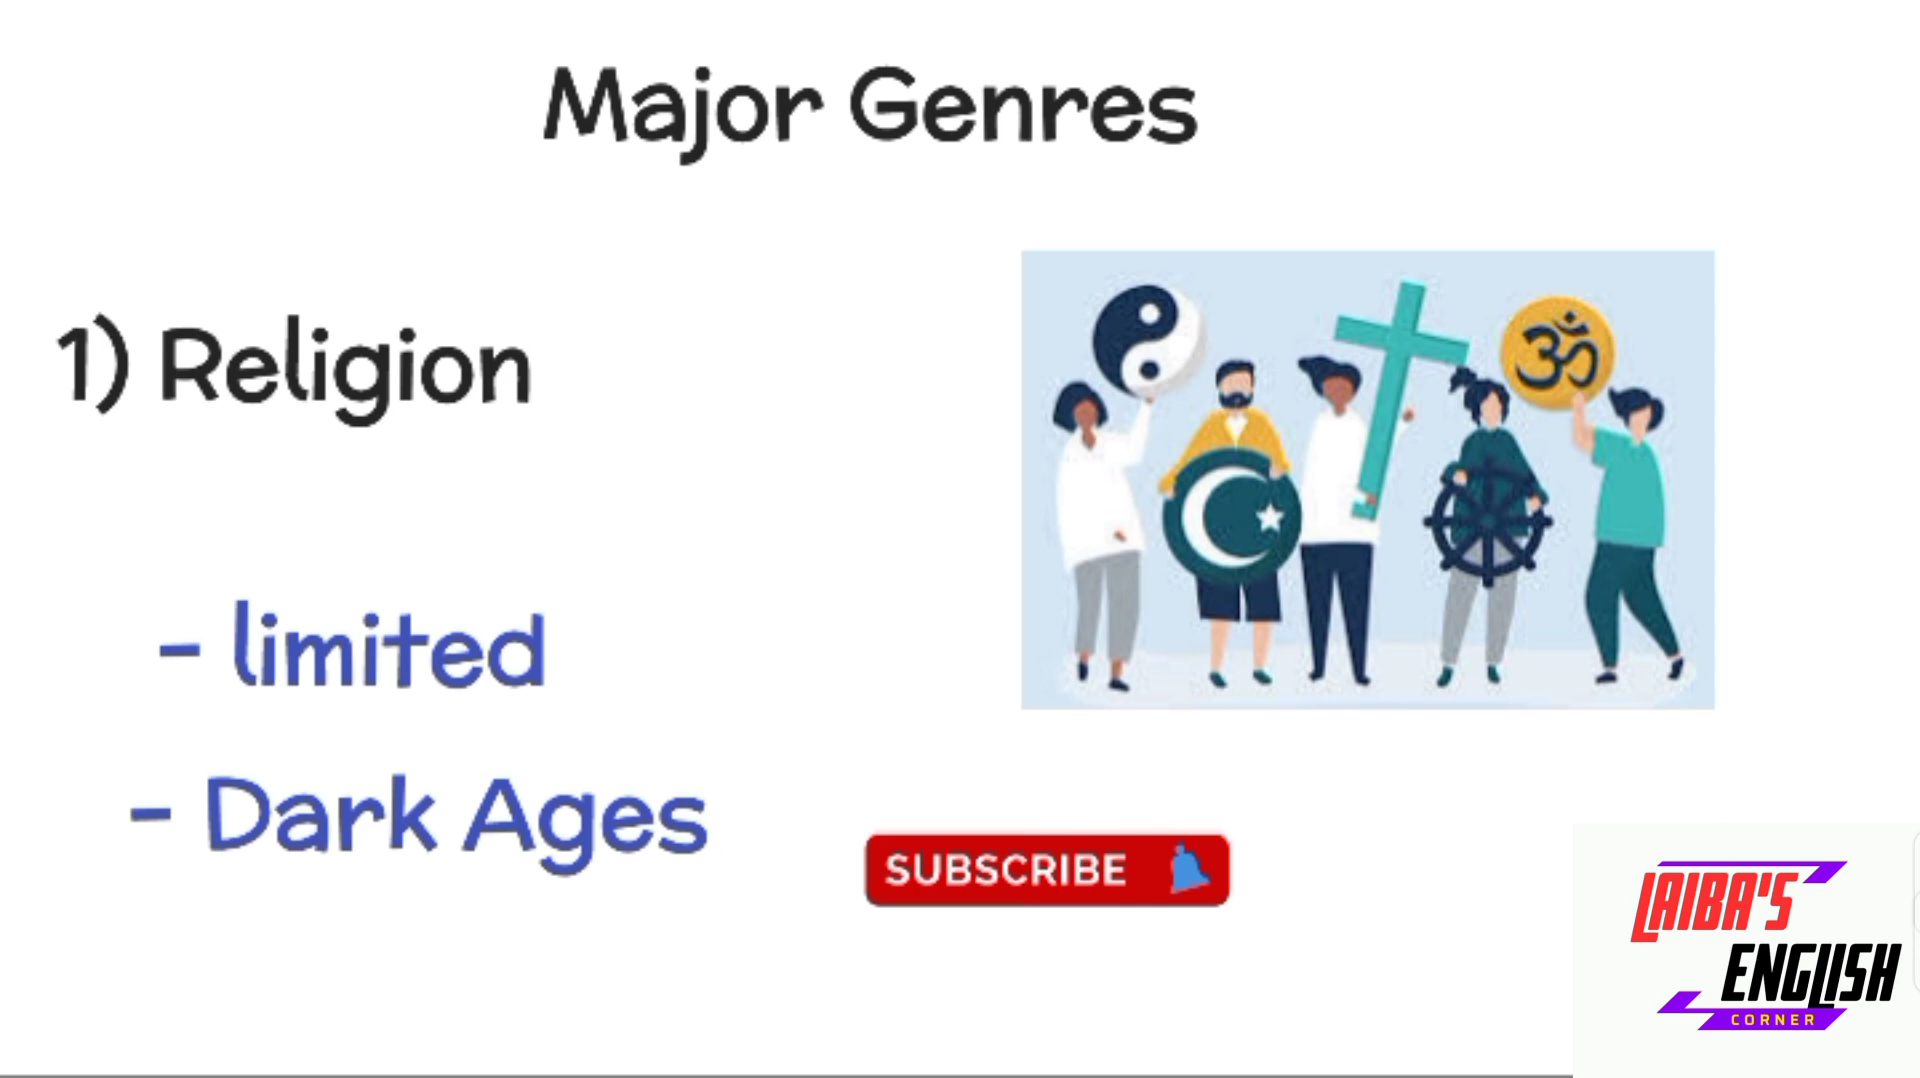 Major Genres
1) Religion
- limited
- Dark Ages
ॐ
SUBSCRIBE
LAIBA'S
ENGLISH
CORNER